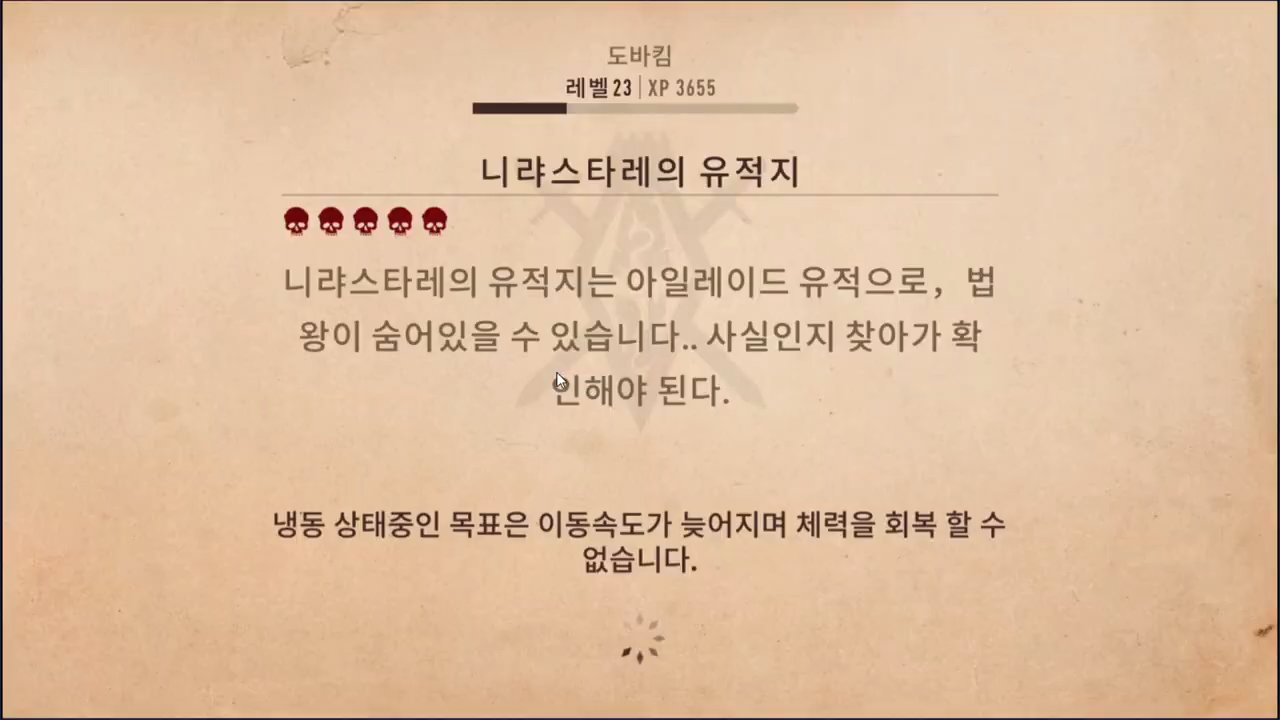 도바킴
레벨 23 | XP 3655
니랴스타레의 유적지
니랴스타레의 유적지는 아일레이드 유적으로, 법
왕이 숨어있을 수 있습니다.. 사실인지 찾아가 확
인해야 된다.
냉동 상태중인 목표은 이동속도가 늦어지며 체력을 회복 할 수
없습니다.